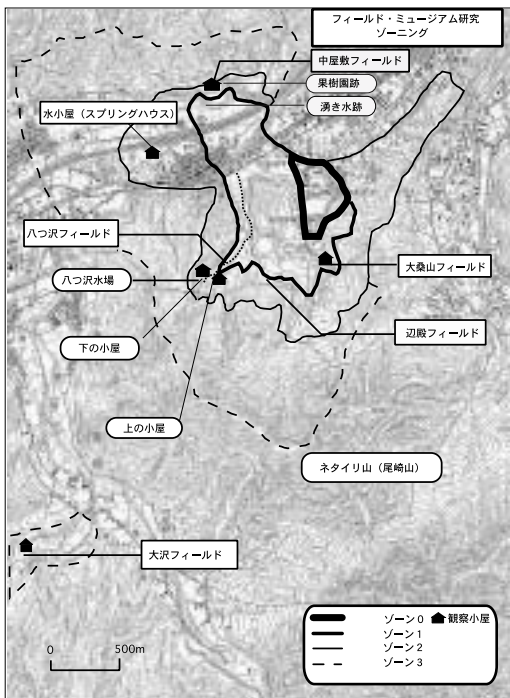 フィールド・ミュージアム研究
ゾーニング
中屋敷フィールド
果樹園跡
湧き水跡
水小屋（スプリングハウス）
八つ沢フィールド
八つ沢水場
大桑山フィールド
下の小屋
辺殿フィールド
上の小屋
ネタイリ山（尾崎山）
大沢フィールド
ゾーン0 観察小屋
ゾーン1
ゾーン2
ゾーン3
0 500m